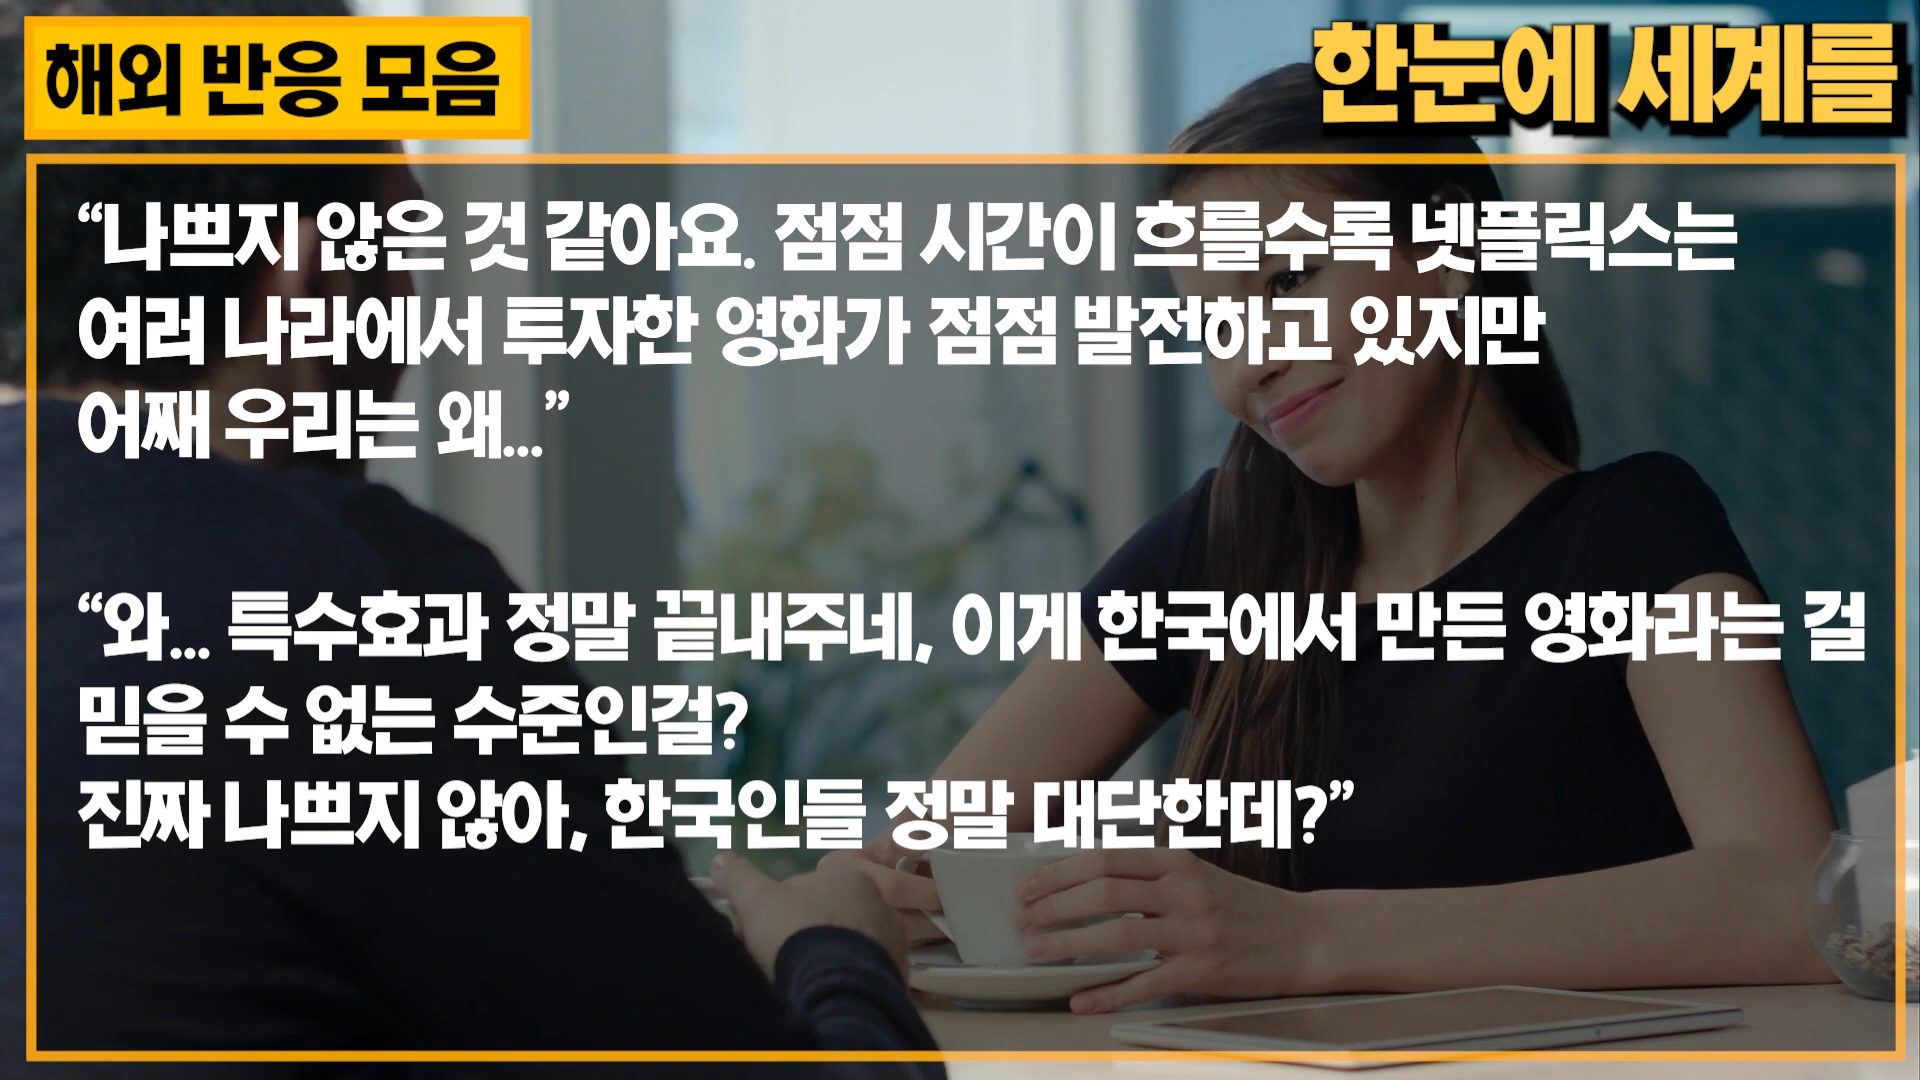 해외 반응 모음
한눈에 세계를
“나쁘지 않은 것 같아요. 점점 시간이 흐를수록 넷플릭스는
여러 나라에서 투자한 영화가 점점 발전하고 있지만
어째 우리는 왜...”
“와... 특수효과 정말 끝내주네, 이게 한국에서 만든 영화라는 걸
믿을 수 없는 수준인걸?
진짜 나쁘지 않아, 한국인들 정말 대단한데?”